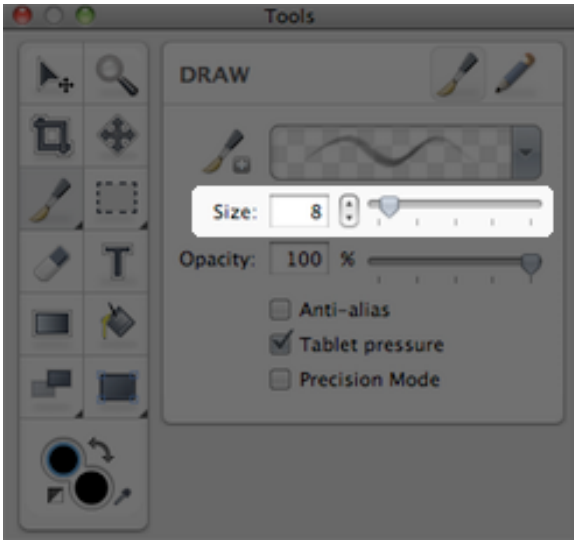 Tools
DRAW
Size: 8
Opacity: 100 %
Anti-alias
Tablet pressure
Precision Mode
T